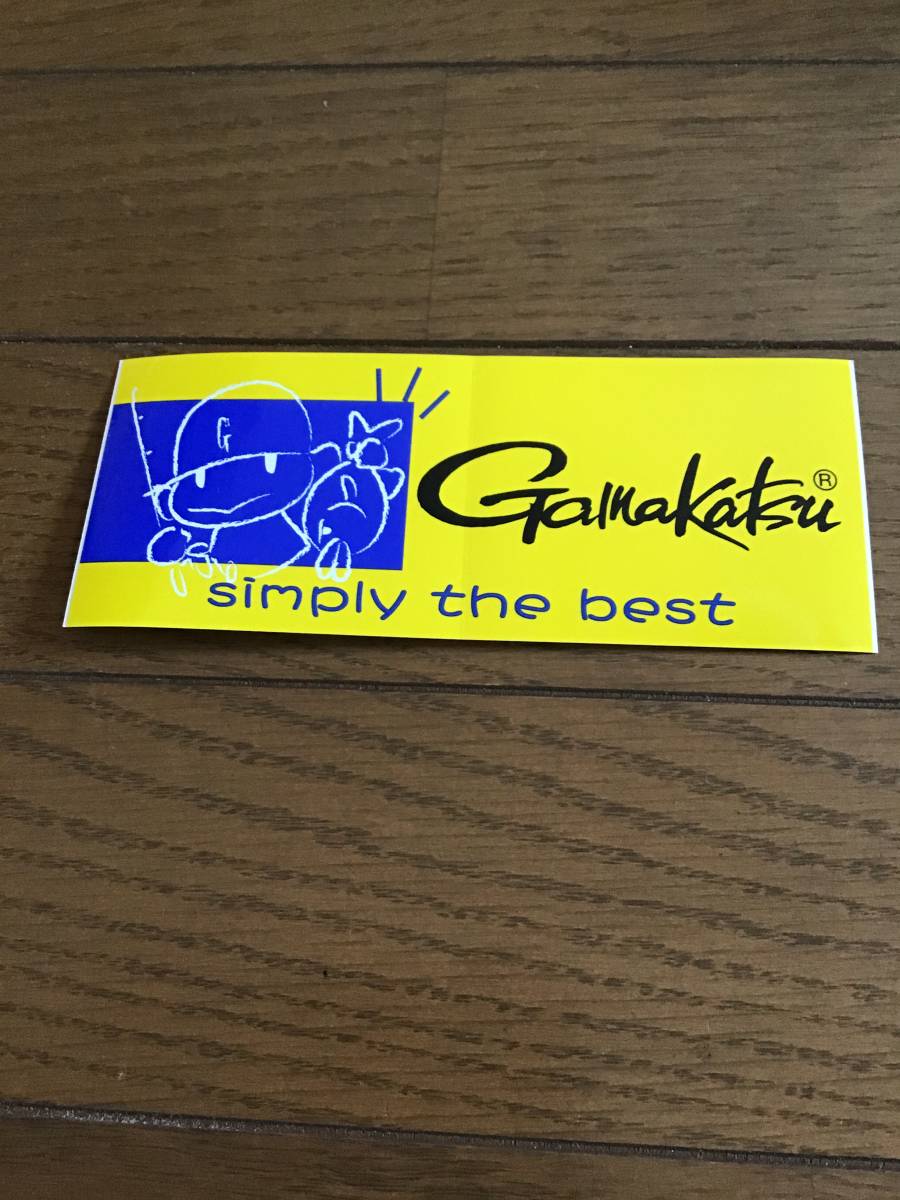 G
Gamakatsu®
simply the best